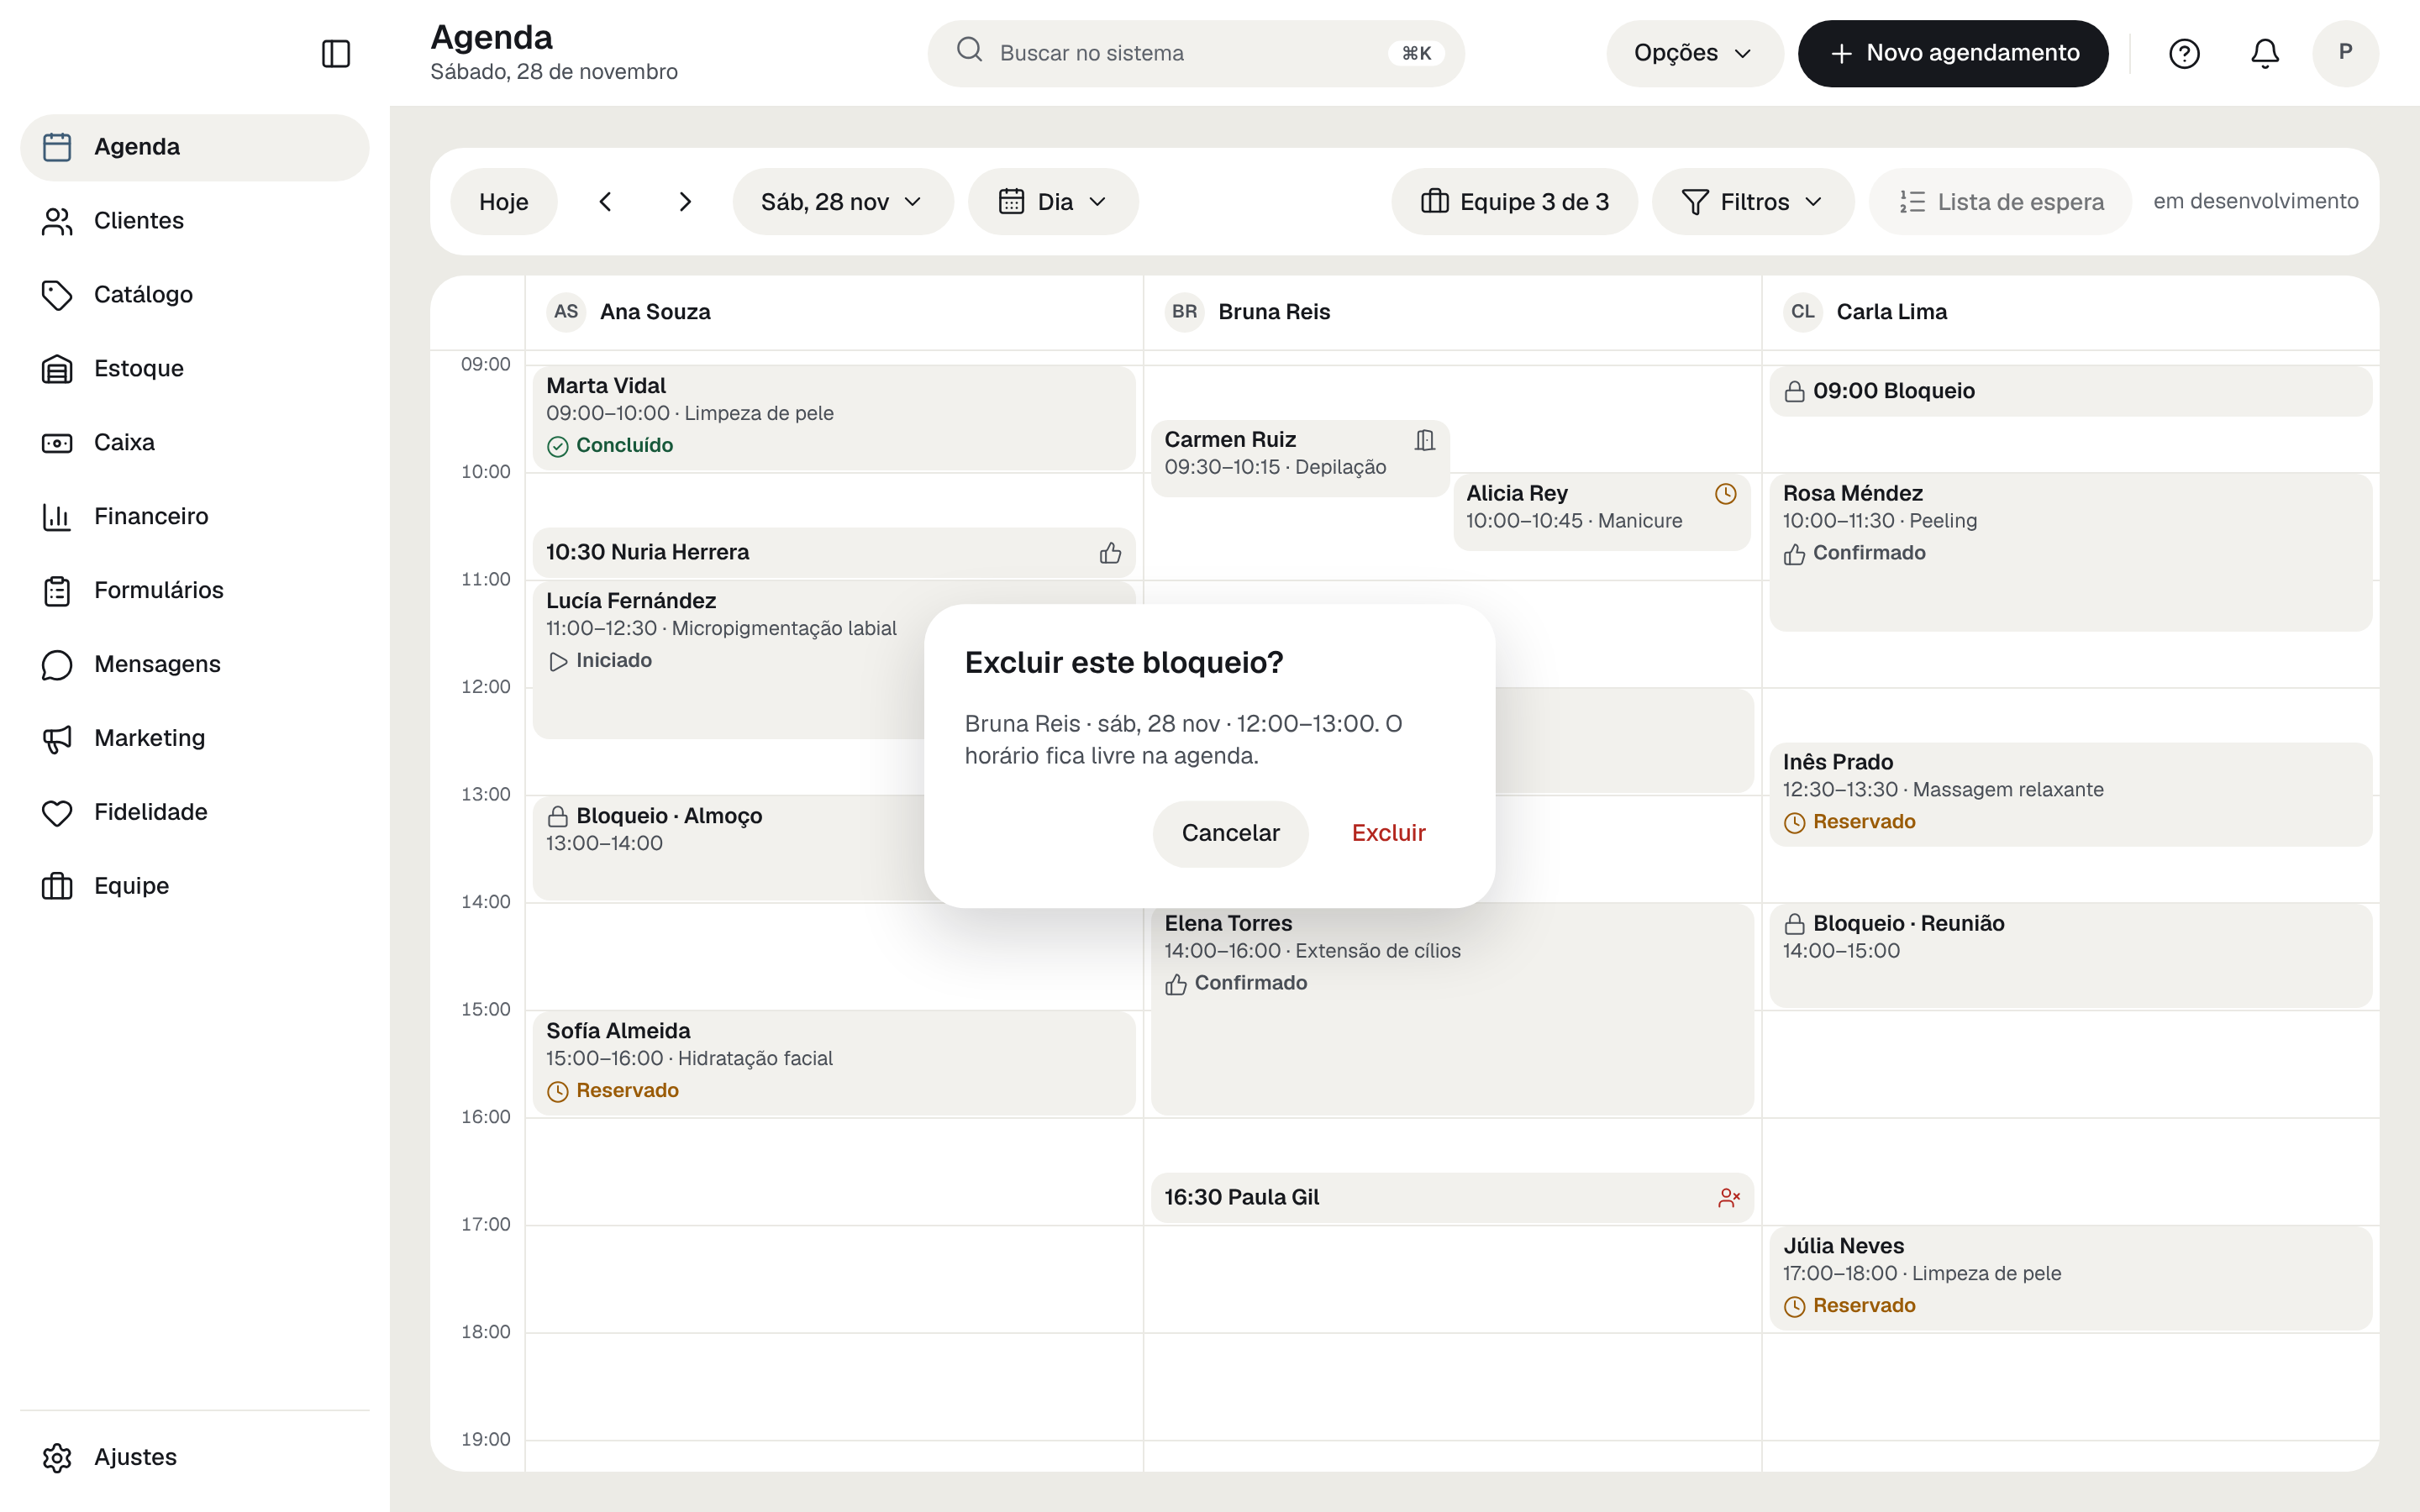 Agenda
Sábado, 28 de novembro
Buscar no sistema
⌘K
Opções
Novo agendamento
P
Agenda
Clientes
Catálogo
Estoque
Caixa
Financeiro
Formulários
Mensagens
Marketing
Fidelidade
Equipe
Ajustes
Hoje
Sáb, 28 nov
Dia
Equipe 3 de 3
Filtros
Lista de espera
em desenvolvimento
AS Ana Souza
BR Bruna Reis
CL Carla Lima
09:00
10:00
11:00
12:00
13:00
14:00
15:00
16:00
17:00
18:00
19:00
Marta Vidal
09:00–10:00 · Limpeza de pele
Concluído
10:30 Nuria Herrera
Lucía Fernández
11:00–12:30 · Micropigmentação labial
Iniciado
Bloqueio · Almoço
13:00–14:00
Sofía Almeida
15:00–16:00 · Hidratação facial
Reservado
Carmen Ruiz
09:30–10:15 · Depilação
Alicia Rey
10:00–10:45 · Manicure
Elena Torres
14:00–16:00 · Extensão de cílios
Confirmado
16:30 Paula Gil
09:00 Bloqueio
Rosa Méndez
10:00–11:30 · Peeling
Confirmado
Inês Prado
12:30–13:30 · Massagem relaxante
Reservado
Bloqueio · Reunião
14:00–15:00
Júlia Neves
17:00–18:00 · Limpeza de pele
Reservado
Excluir este bloqueio?
Bruna Reis · sáb, 28 nov · 12:00–13:00. O
horário fica livre na agenda.
Cancelar
Excluir